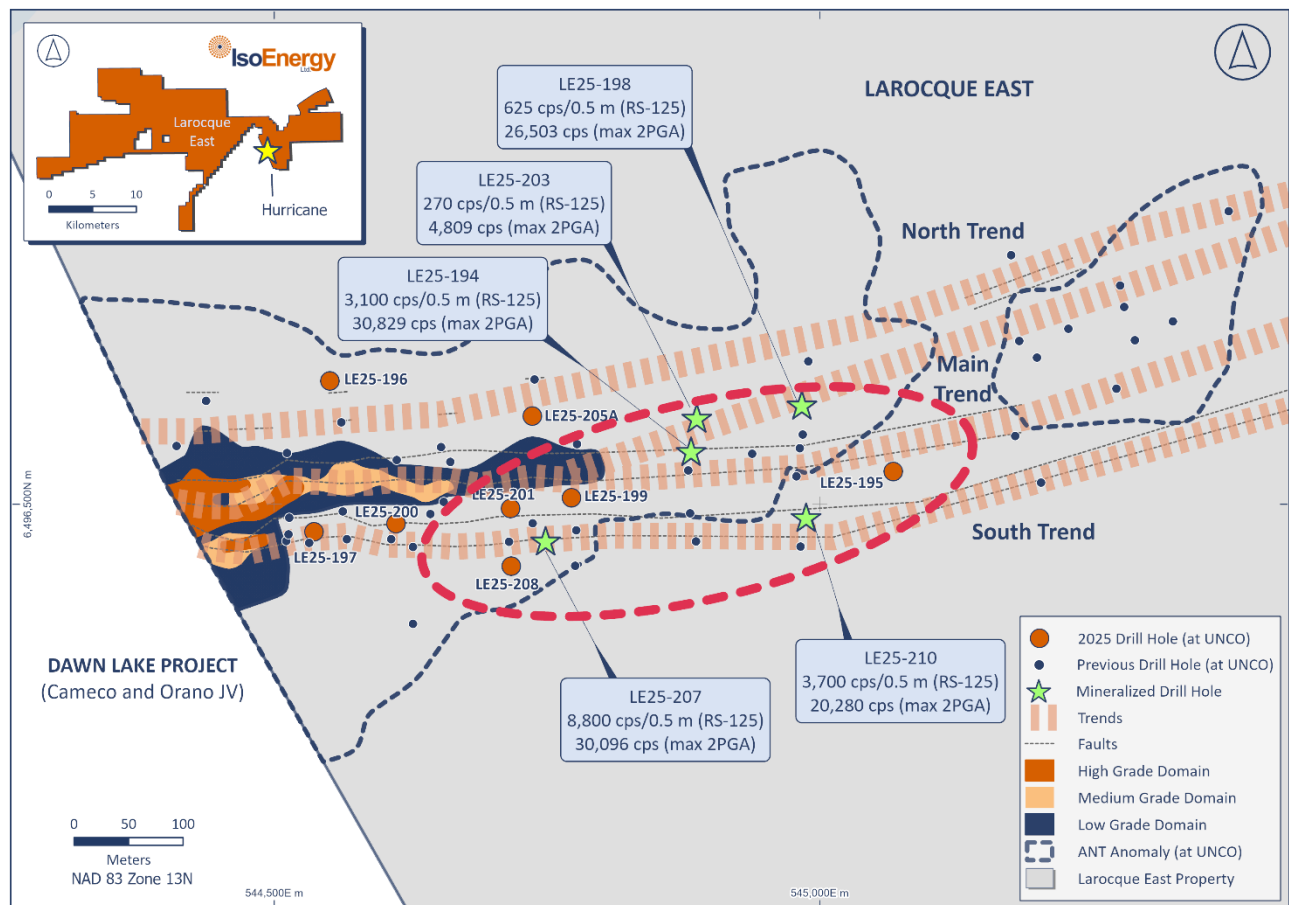 IsoEnergy
Ltd.
Larocque
East
0 5 10
Kilometers
Hurricane
LAROCQUE EAST
LE25-198
625 cps/0.5 m (RS-125)
26,503 cps (max 2PGA)
LE25-203
270 cps/0.5 m (RS-125)
4,809 cps (max 2PGA)
LE25-194
3,100 cps/0.5 m (RS-125)
30,829 cps (max 2PGA)
North Trend
Main
Trend
South Trend
LE25-196
LE25-205A
LE25-195
LE25-201
LE25-199
LE25-200
LE25-197
LE25-208
6,496,500N m
DAWN LAKE PROJECT
(Cameco and Orano JV)
LE25-207
8,800 cps/0.5 m (RS-125)
30,096 cps (max 2PGA)
LE25-210
3,700 cps/0.5 m (RS-125)
20,280 cps (max 2PGA)
2025 Drill Hole (at UNCO)
Previous Drill Hole (at UNCO)
Mineralized Drill Hole
Trends
Faults
High Grade Domain
Medium Grade Domain
Low Grade Domain
ANT Anomaly (at UNCO)
Larocque East Property
0 50 100
Meters
NAD 83 Zone 13N
544,500E m
545,000E m